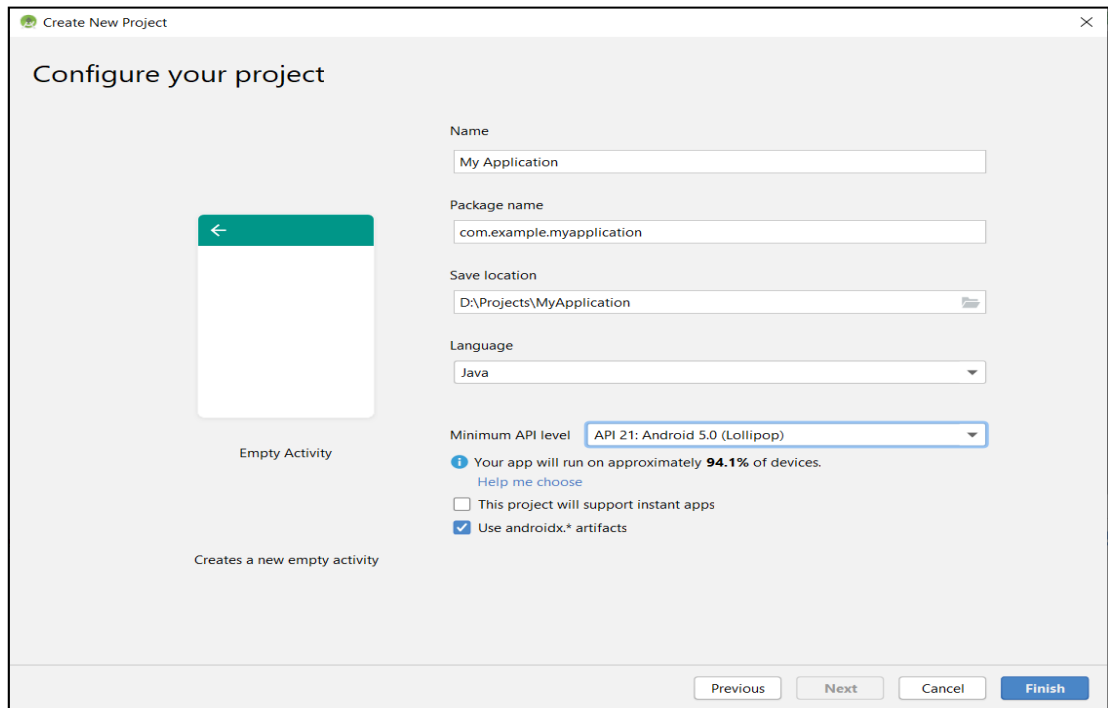 Create New Project
Configure your project
Name
My Application
Package name
com.example.myapplication
Save location
D:\Projects\MyApplication
Language
Java
Minimum API level API 21: Android 5.0 (Lollipop)
Your app will run on approximately 94.1% of devices.
Help me choose
This project will support instant apps
Use androidx.* artifacts
Empty Activity
Creates a new empty activity
Previous Next Cancel Finish